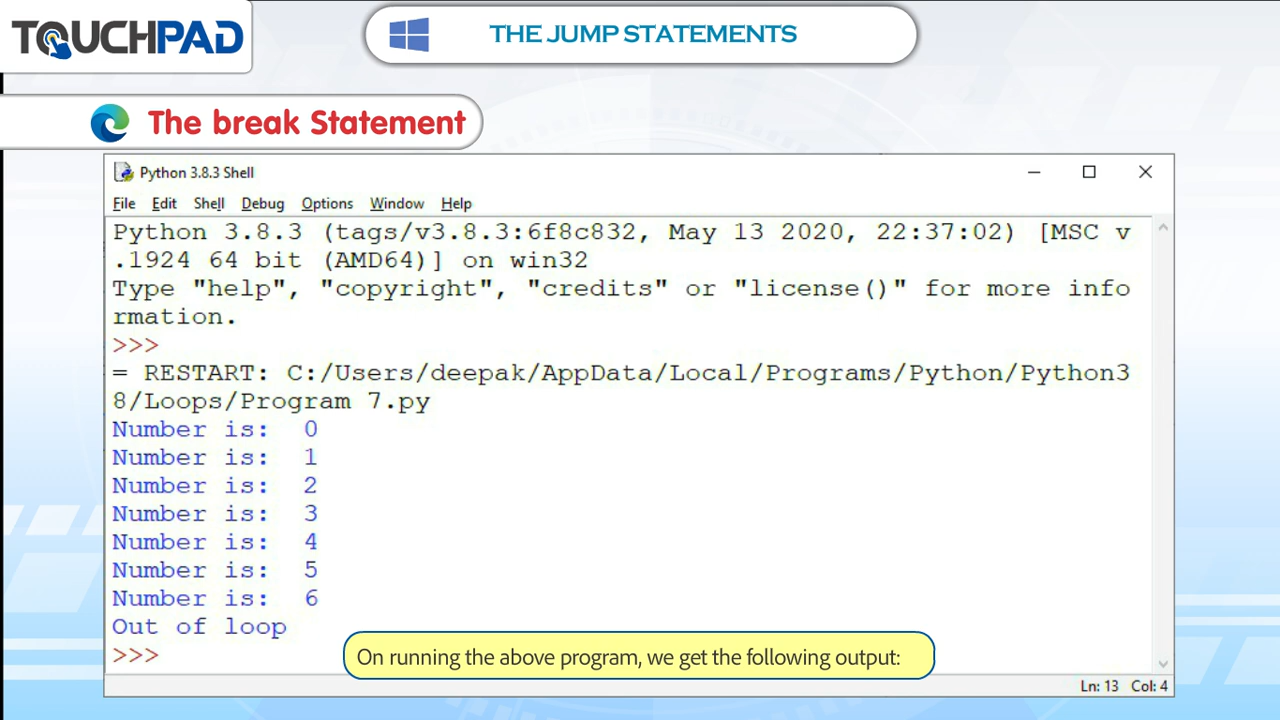 TOUCHPAD
THE JUMP STATEMENTS
The break Statement
Python 3.8.3 Shell
File Edit Shell Debug Options Window Help
Python 3.8.3 (tags/v3.8.3:6f8c832, May 13 2020, 22:37:02) [MSC v
.1924 64 bit (AMD64)] on win32
Type "help", "copyright", "credits" or "license()" for more info
rmation.
>>>
= RESTART: C:/Users/deepak/AppData/Local/Programs/Python/Python3
8/Loops/Program 7.py
Number is:  0
Number is:  1
Number is:  2
Number is:  3
Number is:  4
Number is:  5
Number is:  6
Out of loop
>>>
On running the above program, we get the following output:
Ln: 13 Col: 4